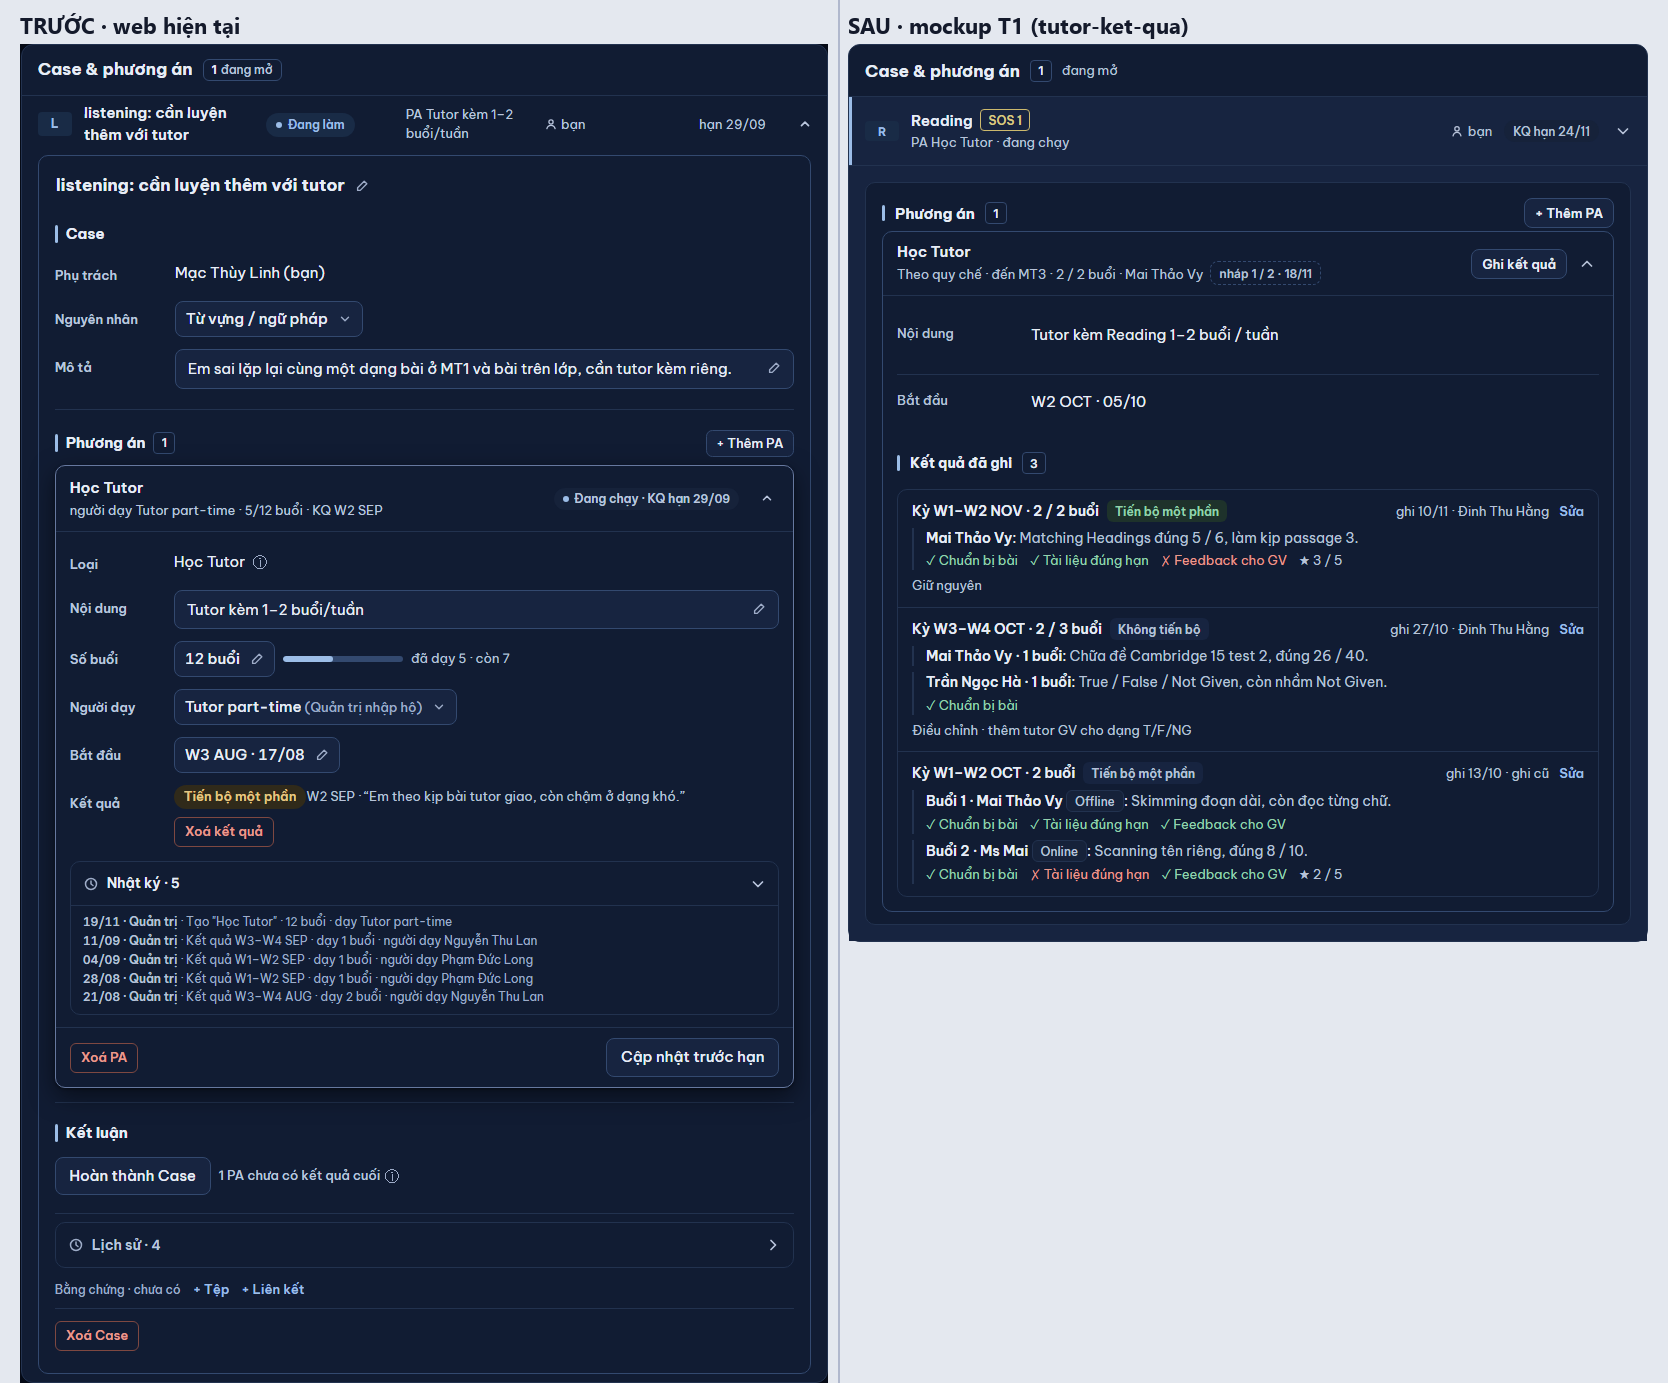 TRƯỚC · web hiện tại
Case & phương án 1 đang mở
L
listening: cần luyện thêm với tutor
Đang làm
PA Tutor kèm 1–2 buổi/tuần
bạn
hạn 29/09
listening: cần luyện thêm với tutor
Case
Phụ trách
Mạc Thùy Linh (bạn)
Nguyên nhân
Từ vựng / ngữ pháp
Mô tả
Em sai lặp lại cùng một dạng bài ở MT1 và bài trên lớp, cần tutor kèm riêng.
Phương án 1
+ Thêm PA
Học Tutor
người dạy Tutor part-time · 5/12 buổi · KQ W2 SEP
Đang chạy · KQ hạn 29/09
Loại
Học Tutor
Nội dung
Tutor kèm 1–2 buổi/tuần
Số buổi
12 buổi
đã dạy 5 · còn 7
Người dạy
Tutor part-time (Quản trị nhập hộ)
Bắt đầu
W3 AUG · 17/08
Kết quả
Tiến bộ một phần W2 SEP · “Em theo kịp bài tutor giao, còn chậm ở dạng khó.”
Xoá kết quả
Nhật ký · 5
19/11 · Quản trị · Tạo "Học Tutor" · 12 buổi · dạy Tutor part-time
11/09 · Quản trị · Kết quả W3–W4 SEP · dạy 1 buổi · người dạy Nguyễn Thu Lan
04/09 · Quản trị · Kết quả W1–W2 SEP · dạy 1 buổi · người dạy Phạm Đức Long
28/08 · Quản trị · Kết quả W1–W2 SEP · dạy 1 buổi · người dạy Phạm Đức Long
21/08 · Quản trị · Kết quả W3–W4 AUG · dạy 2 buổi · người dạy Nguyễn Thu Lan
Xoá PA
Cập nhật trước hạn
Kết luận
Hoàn thành Case
1 PA chưa có kết quả cuối
Lịch sử · 4
Bằng chứng · chưa có + Tệp + Liên kết
Xoá Case
SAU · mockup T1 (tutor-ket-qua)
Case & phương án 1 đang mở
R
Reading SOS 1
PA Học Tutor · đang chạy
bạn
KQ hạn 24/11
Phương án 1
+ Thêm PA
Học Tutor
Theo quy chế · đến MT3 · 2 / 2 buổi · Mai Thảo Vy nháp 1 / 2 · 18/11
Ghi kết quả
Nội dung
Tutor kèm Reading 1–2 buổi / tuần
Bắt đầu
W2 OCT · 05/10
Kết quả đã ghi 3
Kỳ W1–W2 NOV · 2 / 2 buổi Tiến bộ một phần ghi 10/11 · Đinh Thu Hằng Sửa
Mai Thảo Vy: Matching Headings đúng 5 / 6, làm kịp passage 3.
✓ Chuẩn bị bài ✓ Tài liệu đúng hạn ✗ Feedback cho GV ★ 3 / 5
Giữ nguyên
Kỳ W3–W4 OCT · 2 / 3 buổi Không tiến bộ ghi 27/10 · Đinh Thu Hằng Sửa
Mai Thảo Vy · 1 buổi: Chữa đề Cambridge 15 test 2, đúng 26 / 40.
Trần Ngọc Hà · 1 buổi: True / False / Not Given, còn nhầm Not Given.
✓ Chuẩn bị bài
Điều chỉnh · thêm tutor GV cho dạng T/F/NG
Kỳ W1–W2 OCT · 2 buổi Tiến bộ một phần ghi 13/10 · ghi cũ Sửa
Buổi 1 · Mai Thảo Vy Offline : Skimming đoạn dài, còn đọc từng chữ.
✓ Chuẩn bị bài ✓ Tài liệu đúng hạn ✓ Feedback cho GV
Buổi 2 · Ms Mai Online : Scanning tên riêng, đúng 8 / 10.
✓ Chuẩn bị bài ✗ Tài liệu đúng hạn ✓ Feedback cho GV ★ 2 / 5